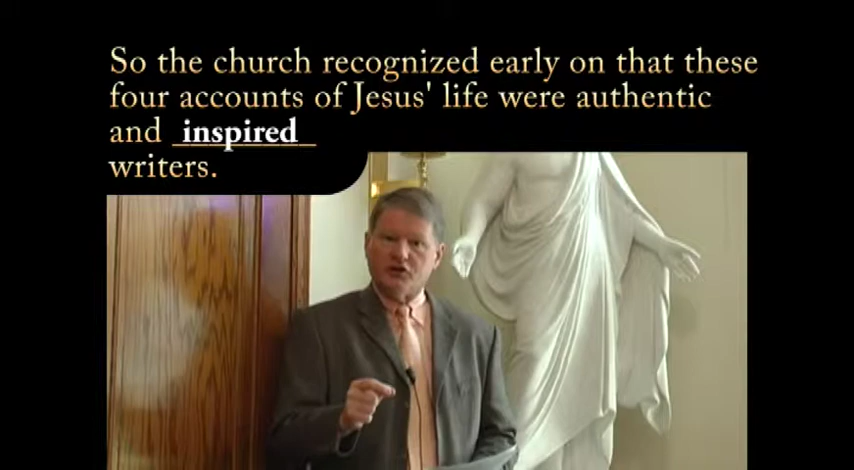 So the church recognized early on that these
four accounts of Jesus' life were authentic
and inspired
writers.